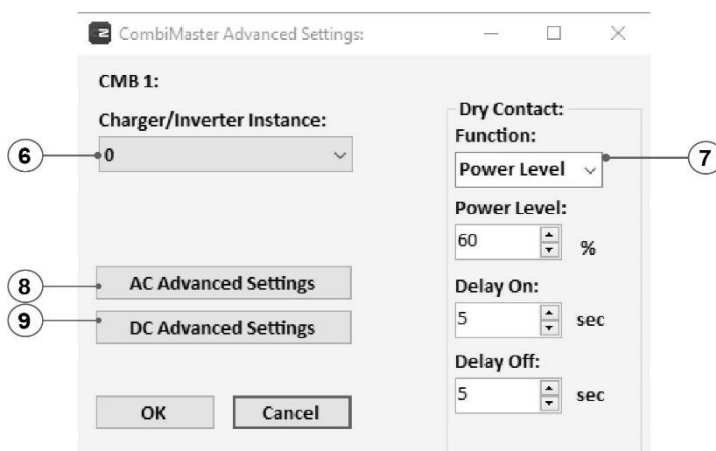 CombiMaster Advanced Settings:
CMB 1:
Charger/Inverter Instance:
6
0
8
AC Advanced Settings
9
DC Advanced Settings
OK
Cancel
Dry Contact:
Function:
Power Level
7
Power Level:
60
%
Delay On:
5
sec
Delay Off:
5
sec